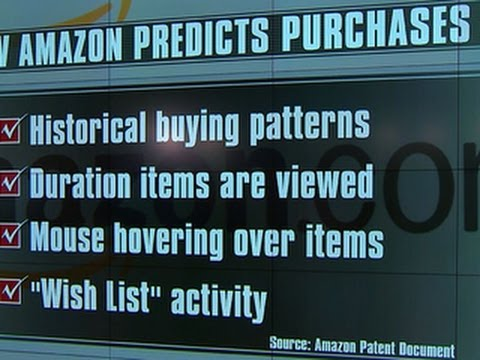 AMAZON PREDICTS PURCHASES
Historical buying patterns
Duration items are viewed
Mouse hovering over items
"Wish List" activity
Source: Amazon Patent Document